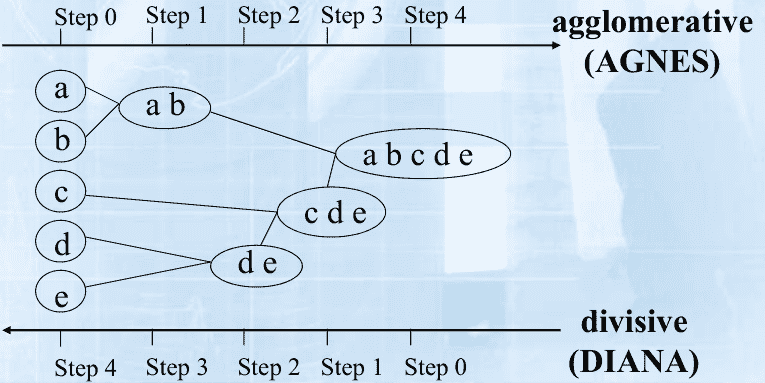 Step 0 Step 1 Step 2 Step 3 Step 4
agglomerative
(AGNES)
a
a b
b
a b c d e
c
c d e
d
d e
e
divisive
(DIANA)
Step 4 Step 3 Step 2 Step 1 Step 0